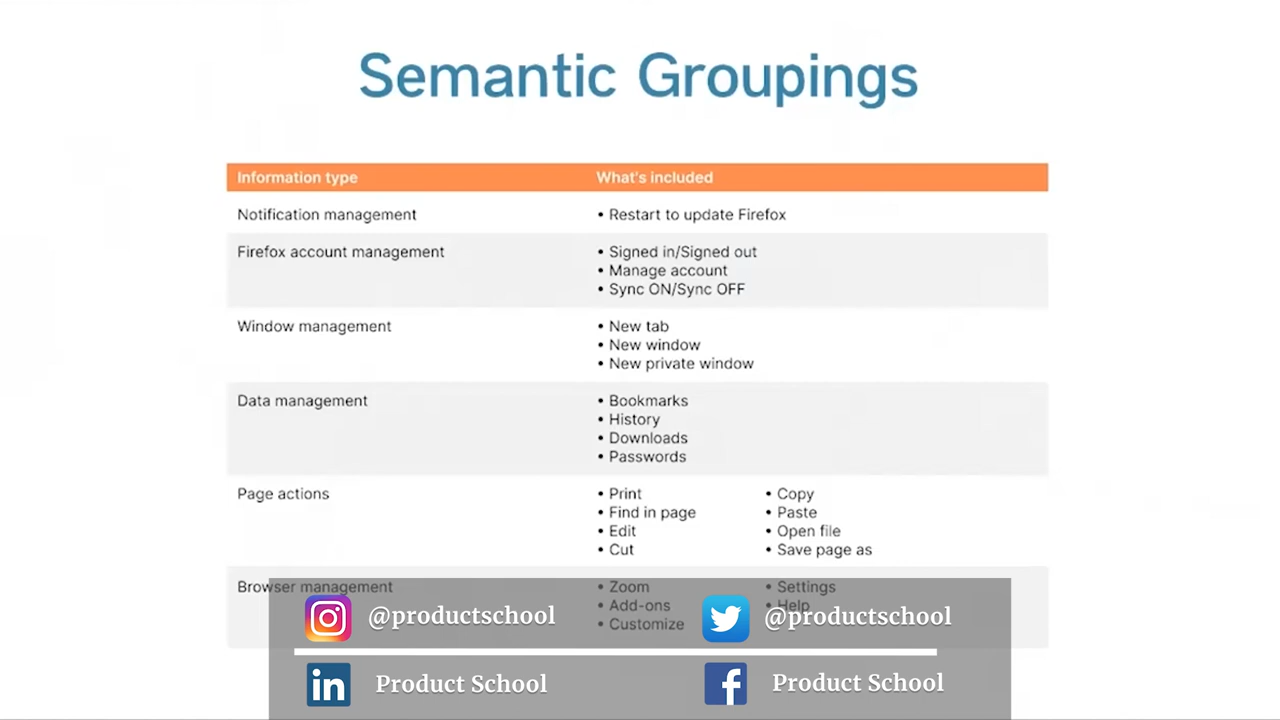 Semantic Groupings
Information type What's included
Notification management • Restart to update Firefox
Firefox account management • Signed in/Signed out
• Manage account
• Sync ON/Sync OFF
Window management • New tab
• New window
• New private window
Data management • Bookmarks
• History
• Downloads
• Passwords
Page actions • Print • Copy
• Find in page • Paste
• Edit • Open file
• Cut • Save page as
Browser management • Zoom • Settings
• Add-ons • Help
• Customize
@productschool @productschool
in Product School f Product School